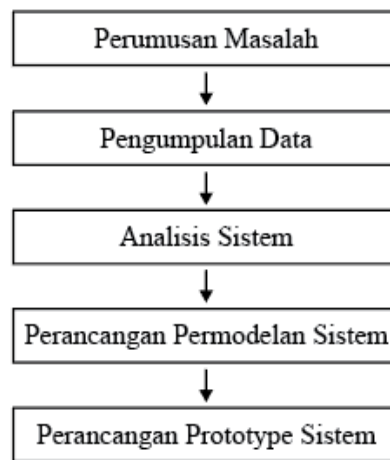 Perumusan Masalah
Pengumpulan Data
Analisis Sistem
Perancangan Permodelan Sistem
Perancangan Prototype Sistem